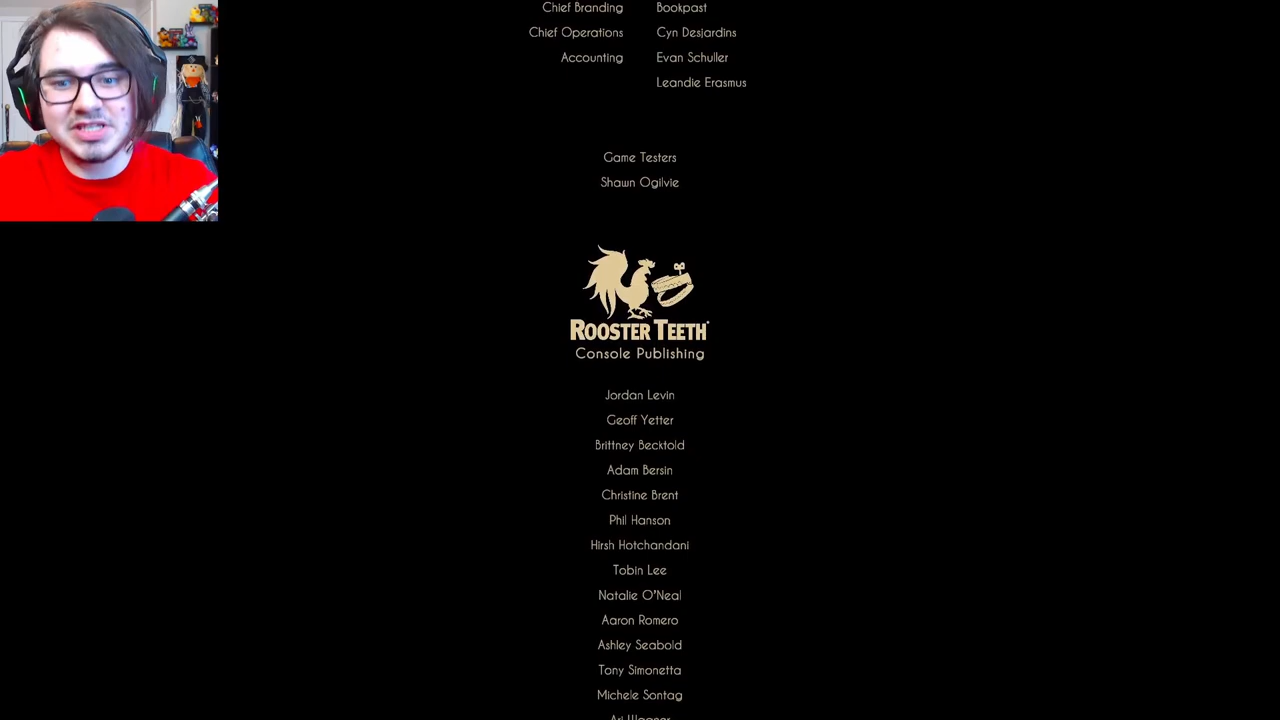 Chief Branding Bookpast
Chief Operations Cyn Desjardins
Accounting Evan Schuller
Leandie Erasmus
Game Testers
Shawn Ogilvie
ROOSTER TEETH
Console Publishing
Jordan Levin
Geoff Yetter
Brittney Becktold
Adam Bersin
Christine Brent
Phil Hanson
Hirsh Hotchandani
Tobin Lee
Natalie O'Neal
Aaron Romero
Ashley Seabold
Tony Simonetta
Michele Sontag